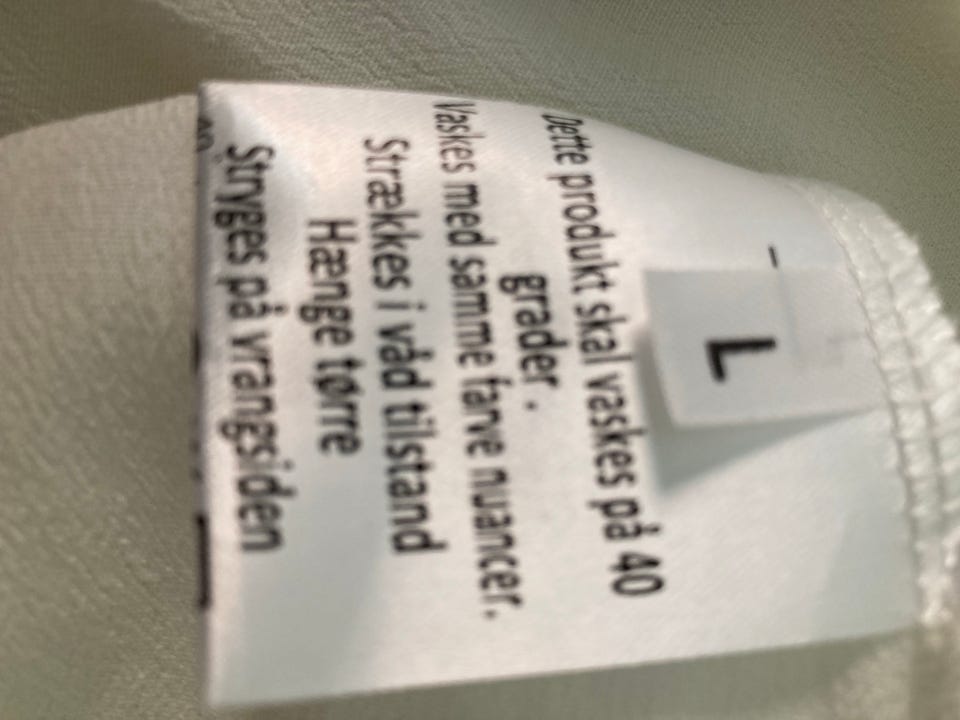 L
Dette produkt skal vaskes på 40
grader .
Vaskes med samme farve nuancer.
Strækkes i våd tilstand
Hænge tørre
Stryges på vrangsiden